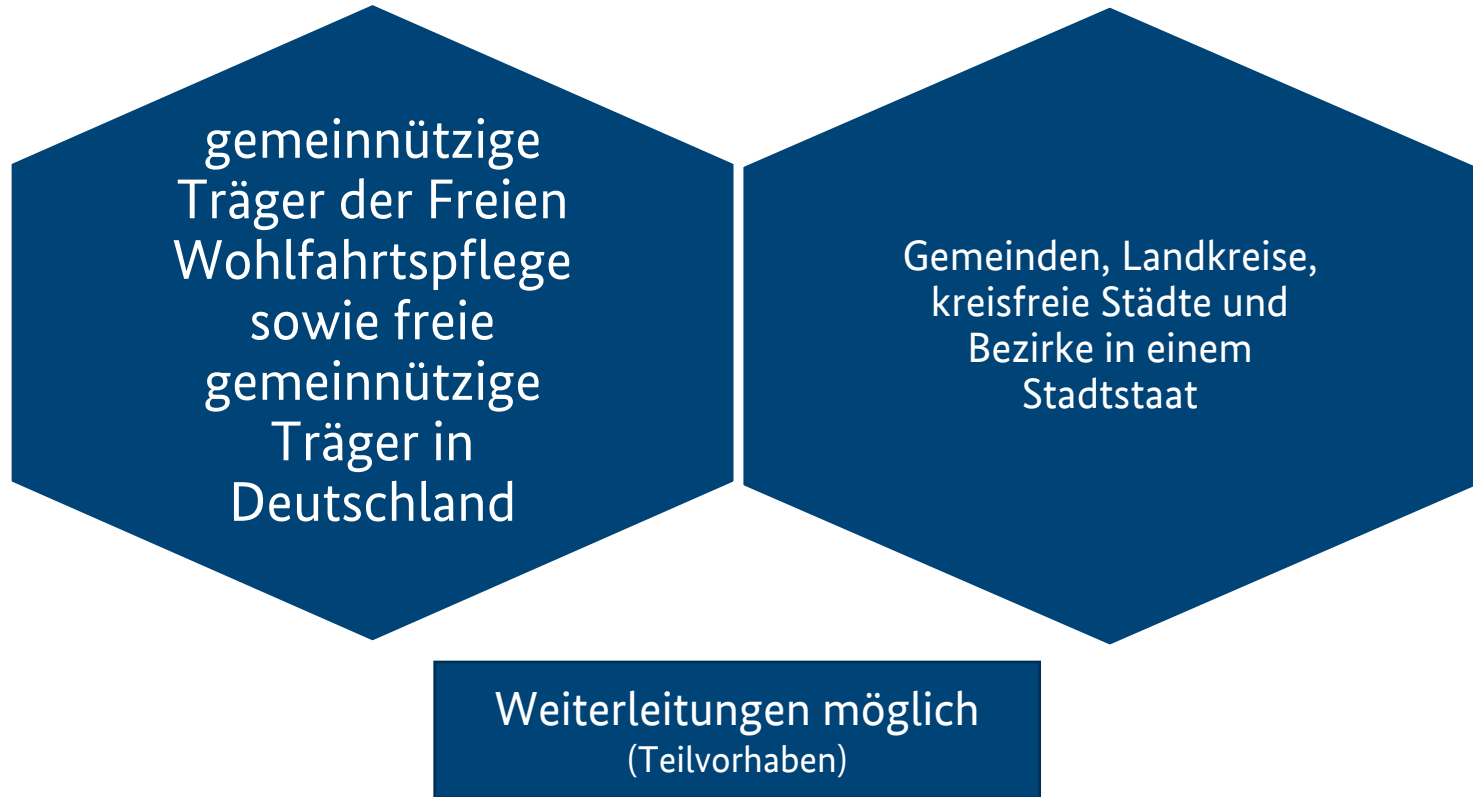 gemeinnützige
Träger der Freien
Wohlfahrtspflege
sowie freie
gemeinnützige
Träger in
Deutschland
Gemeinden, Landkreise,
kreisfreie Städte und
Bezirke in einem
Stadtstaat
Weiterleitungen möglich
(Teilvorhaben)